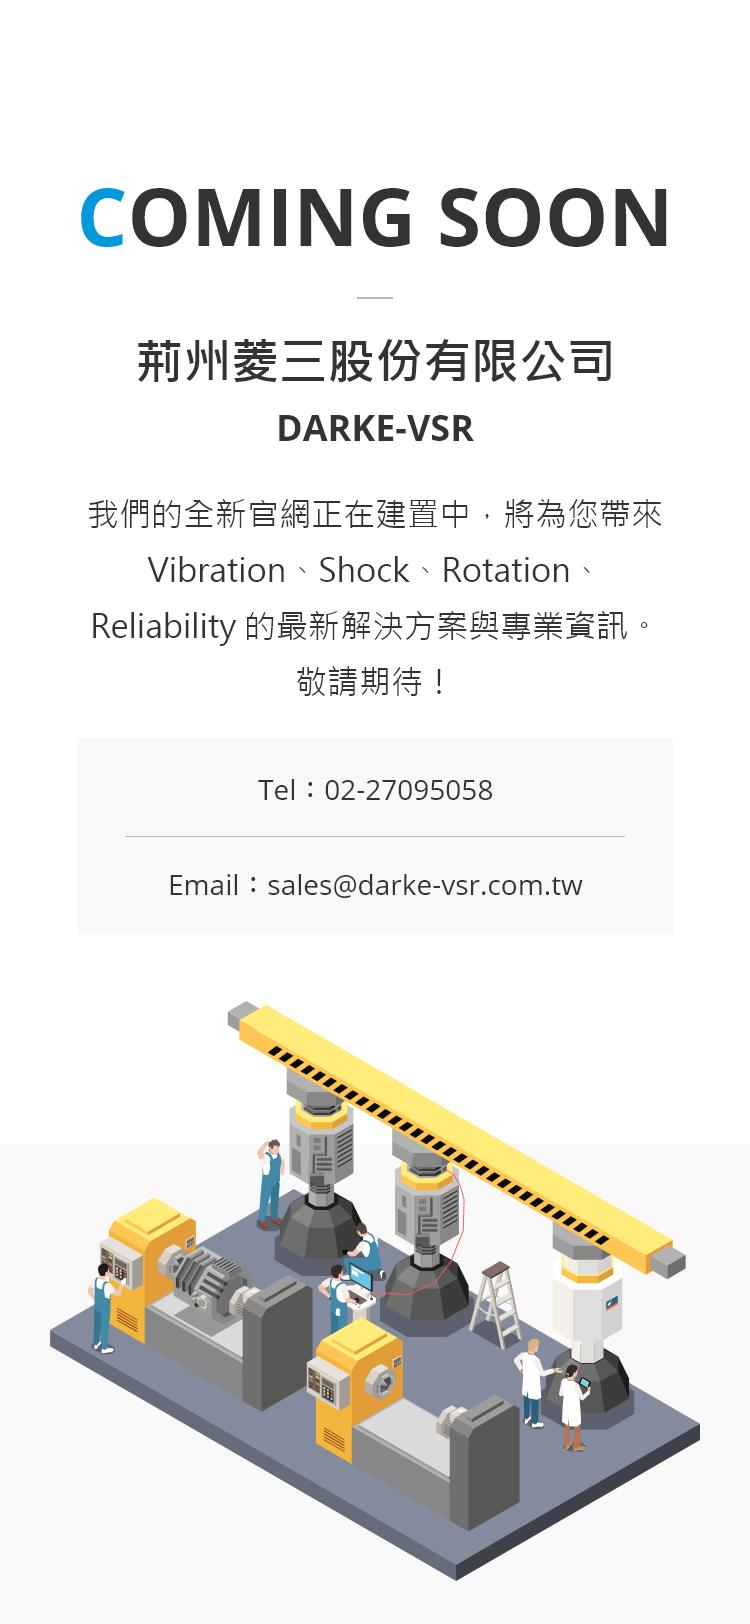 COMING SOON
荊州菱三股份有限公司
DARKE-VSR
我們的全新官網正在建置中，將為您帶來
Vibration、Shock、Rotation、
Reliability 的最新解決方案與專業資訊。
敬請期待！
Tel：02-27095058
Email：sales@darke-vsr.com.tw